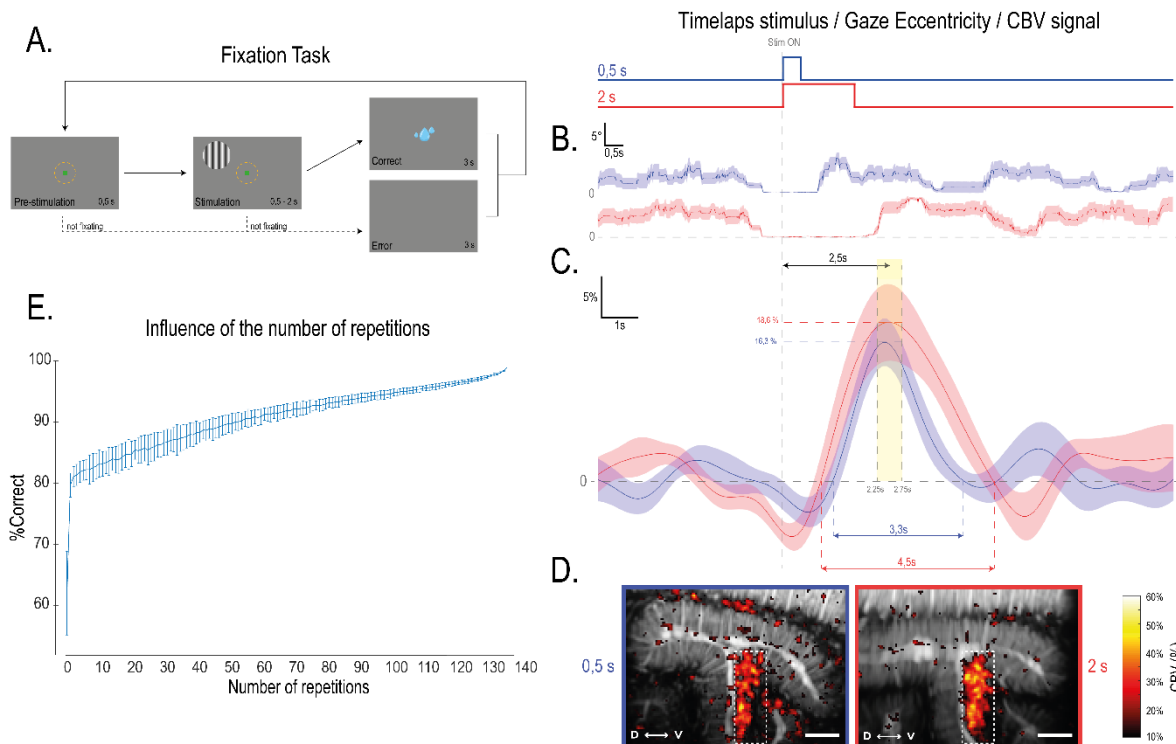 A.
Fixation Task
Pre-stimulation
0,5 s
Stimulation
0,5 - 2 s
Correct
3 s
Error
3 s
not fixating
not fixating
E.
Influence of the number of repetitions
100
90
80
70
60
%Correct
0 10 20 30 40 50 60 70 80 90 100 110 120 130 140
Number of repetitions
Timelaps stimulus / Gaze Eccentricity / CBV signal
Stim ON
0,5 s
2 s
B.
5°
0,5s
0
0
C.
5%
1s
2,5s
18,6 %
16,2 %
0
2.25s
2.75s
3,3s
4,5s
D.
0,5 s
D V
D V
2 s
60%
50%
40%
30%
20%
10%
CBV (%)